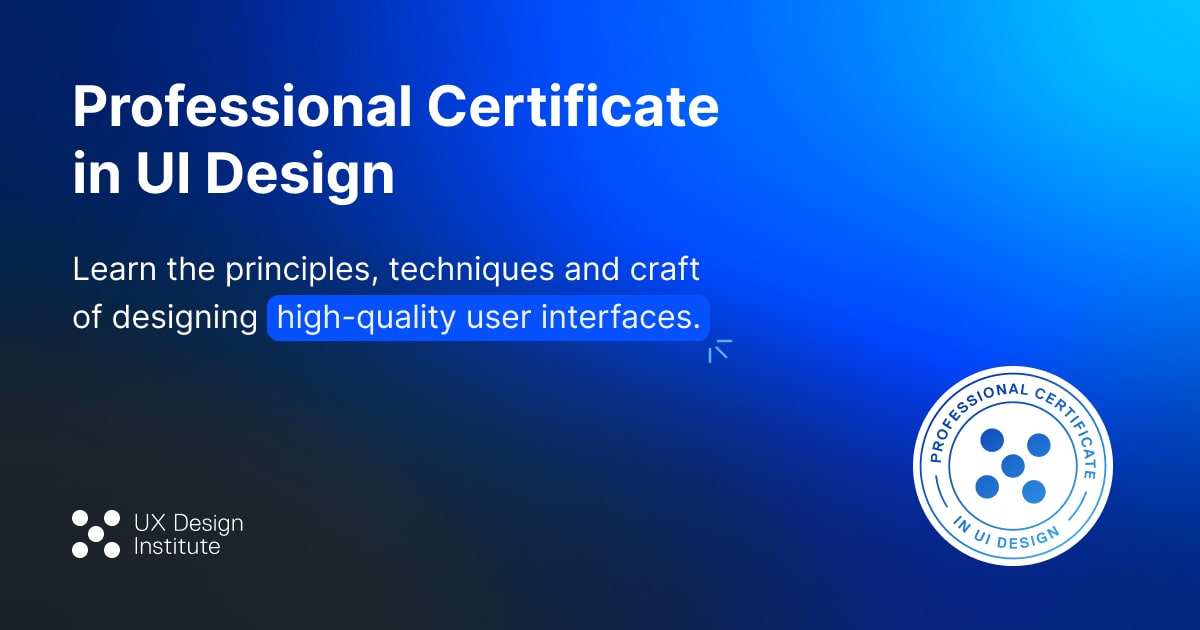 Professional Certificate
in UI Design
Learn the principles, techniques and craft
of designing high-quality user interfaces.
PROFESSIONAL CERTIFICATE
IN UI DESIGN
UX Design
Institute